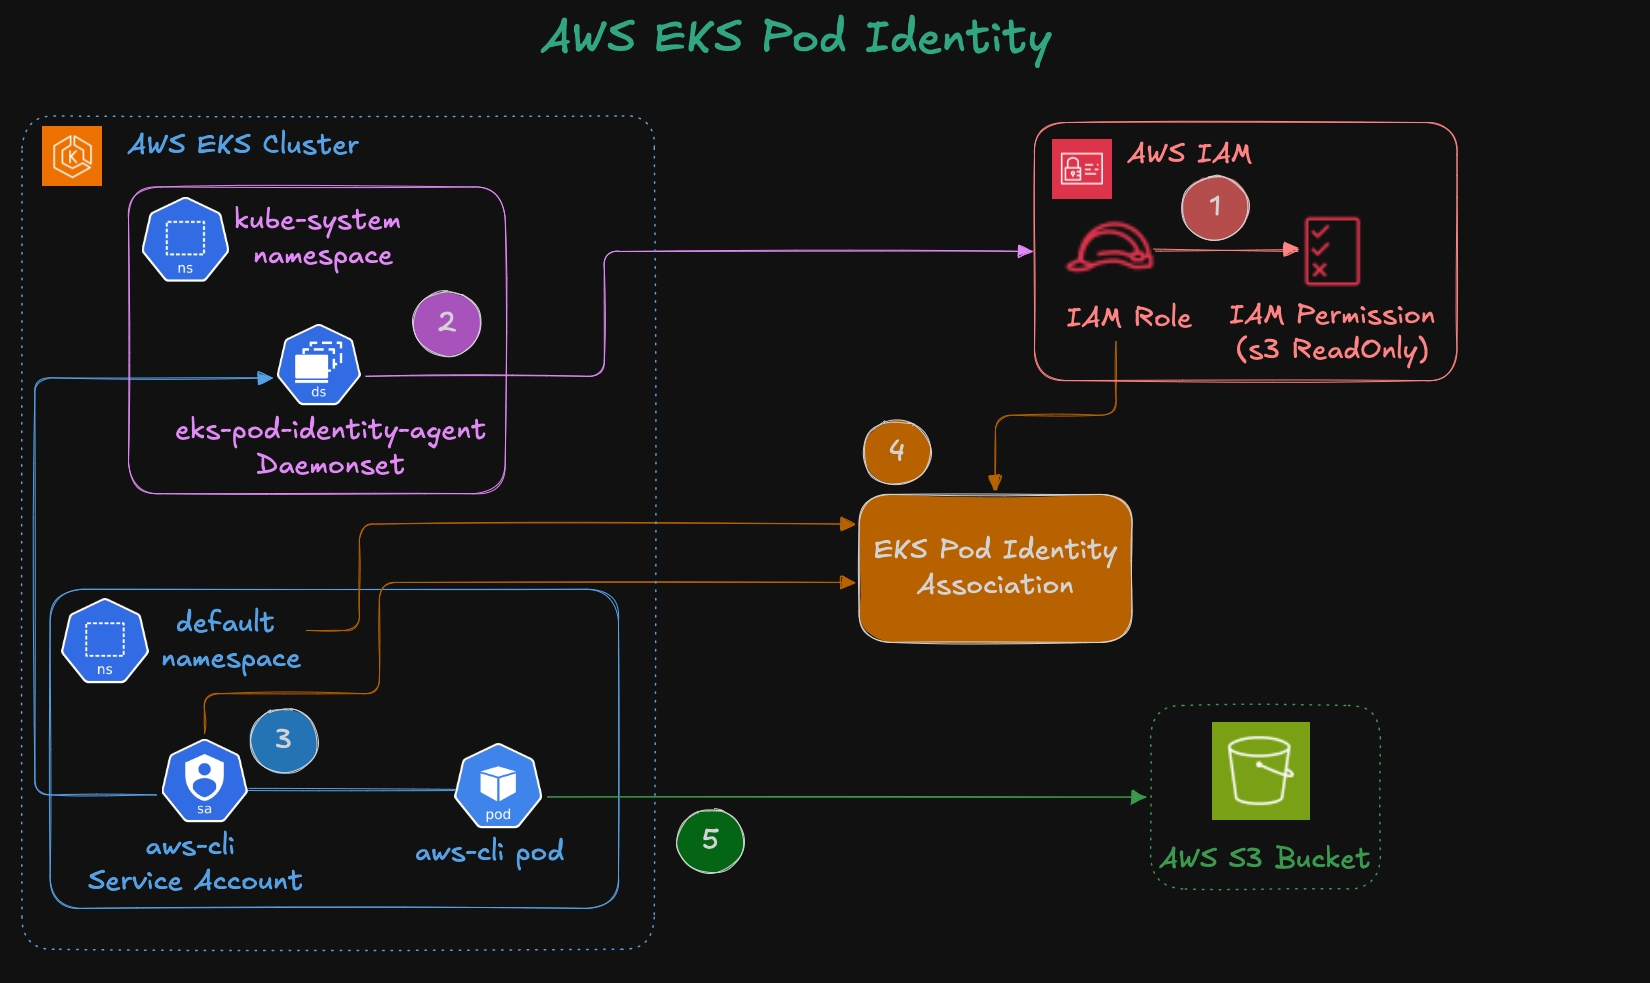 AWS EKS Pod Identity
AWS EKS Cluster
K
ns
kube-system
namespace
2
ds
eks-pod-identity-agent
Daemonset
AWS IAM
1
IAM Role
IAM Permission
(s3 ReadOnly)
4
EKS Pod Identity
Association
ns
default
namespace
3
sa
aws-cli
Service Account
pod
aws-cli pod
5
AWS S3 Bucket